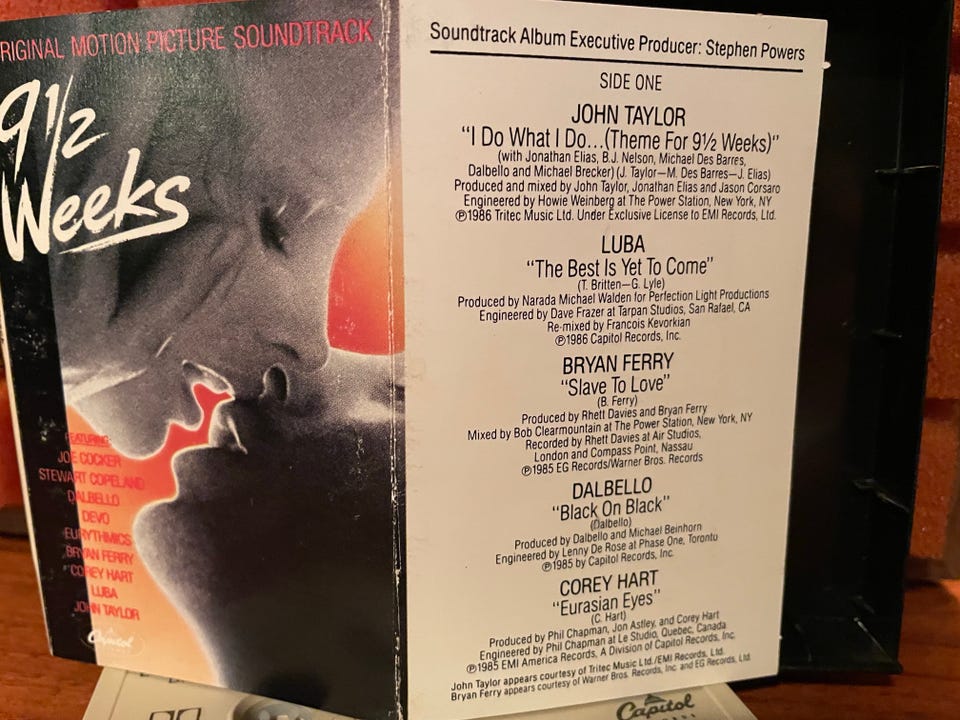 RIGINAL MOTION PICTURE SOUNDTRACK
9½
Weeks
FEATURING:
JOE COCKER
STEWART COPELAND
DALBELLO
DEVO
EURYTHMICS
BRYAN FERRY
COREY HART
LUBA
JOHN TAYLOR
Capitol
Soundtrack Album Executive Producer: Stephen Powers
SIDE ONE
JOHN TAYLOR
“I Do What I Do...(Theme For 9½ Weeks)”
(with Jonathan Elias, B.J. Nelson, Michael Des Barres,
Dalbello and Michael Brecker) (J. Taylor—M. Des Barres—J. Elias)
Produced and mixed by John Taylor, Jonathan Elias and Jason Corsaro
Engineered by Howie Weinberg at The Power Station, New York, NY
℗1986 Tritec Music Ltd. Under Exclusive License to EMI Records, Ltd.
LUBA
“The Best Is Yet To Come”
(T. Britten—G. Lyle)
Produced by Narada Michael Walden for Perfection Light Productions
Engineered by Dave Frazer at Tarpan Studios, San Rafael, CA
Re-mixed by Francois Kevorkian
℗1986 Capitol Records, Inc.
BRYAN FERRY
“Slave To Love”
(B. Ferry)
Produced by Rhett Davies and Bryan Ferry
Mixed by Bob Clearmountain at The Power Station, New York, NY
Recorded by Rhett Davies at Air Studios,
London and Compass Point, Nassau
℗1985 EG Records/Warner Bros. Records
DALBELLO
“Black On Black”
(Dalbello)
Produced by Dalbello and Michael Beinhorn
Engineered by Lenny De Rose at Phase One, Toronto
℗1985 by Capitol Records, Inc.
COREY HART
“Eurasian Eyes”
(C. Hart)
Produced by Phil Chapman, Jon Astley, and Corey Hart
Engineered by Phil Chapman at Le Studio, Quebec, Canada
℗1985 EMI America Records, A Division of Capitol Records, Inc.
John Taylor appears courtesy of Tritec Music Ltd./EMI Records, Ltd.
Bryan Ferry appears courtesy of Warner Bros. Records, Inc. and EG Records, Ltd.
Capitol